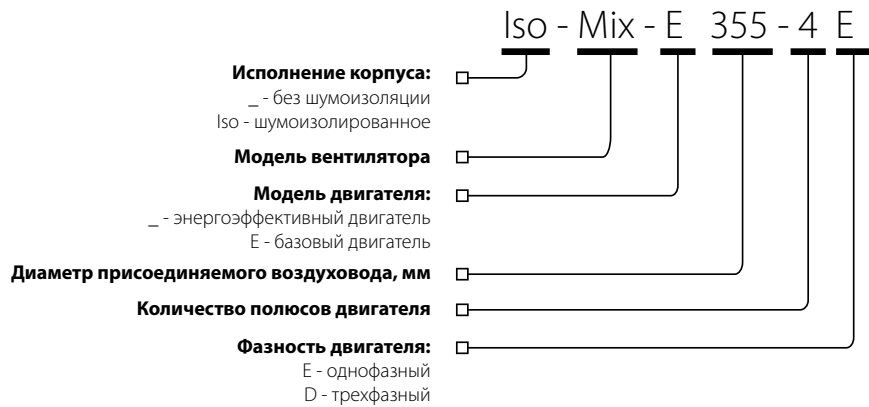 Iso - Mix - E 355 - 4 E
Исполнение корпуса:
_ - без шумоизоляции
Iso - шумоизолированное
Модель вентилятора
Модель двигателя:
_ - энергоэффективный двигатель
E - базовый двигатель
Диаметр присоединяемого воздуховода, мм
Количество полюсов двигателя
Фазность двигателя:
E - однофазный
D - трехфазный